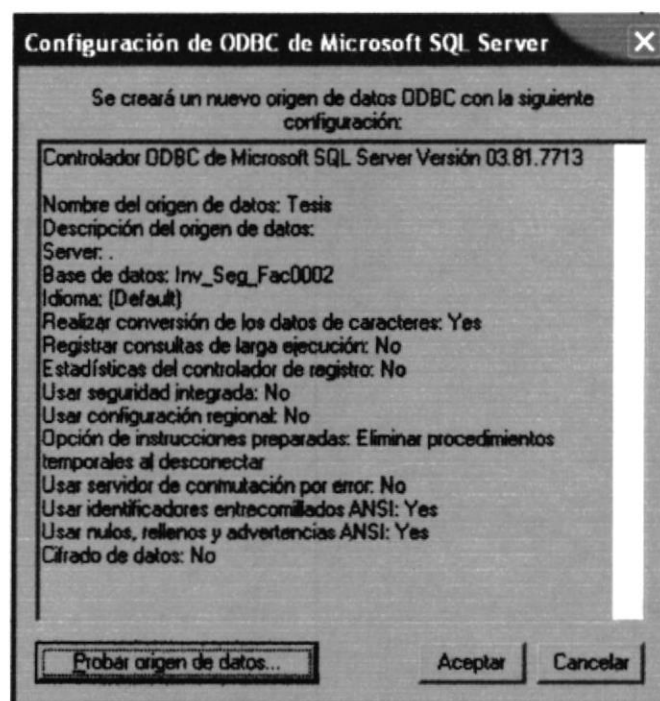 Configuración de ODBC de Microsoft SQL Server
Se creará un nuevo origen de datos ODBC con la siguiente
configuración:
Controlador ODBC de Microsoft SQL Server Versión 03.81.7713
Nombre del origen de datos: Tesis
Descripción del origen de datos:
Server: .
Base de datos: Inv_Seg_Fac0002
Idioma: (Default)
Realizar conversión de los datos de caracteres: Yes
Registrar consultas de larga ejecución: No
Estadísticas del controlador de registro: No
Usar seguridad integrada: No
Usar configuración regional: No
Opción de instrucciones preparadas: Eliminar procedimientos
temporales al desconectar
Usar servidor de conmutación por error: No
Usar identificadores entrecomillados ANSI: Yes
Usar nulos, rellenos y advertencias ANSI: Yes
Cifrado de datos: No
Probar origen de datos...
Aceptar
Cancelar